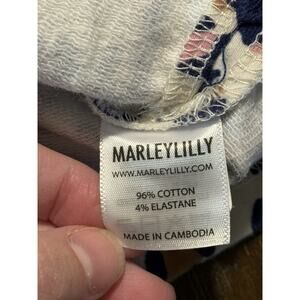 MARLEYLILLY
WWW.MARLEYLILLY.COM
96% COTTON
4% ELASTANE
MADE IN CAMBODIA